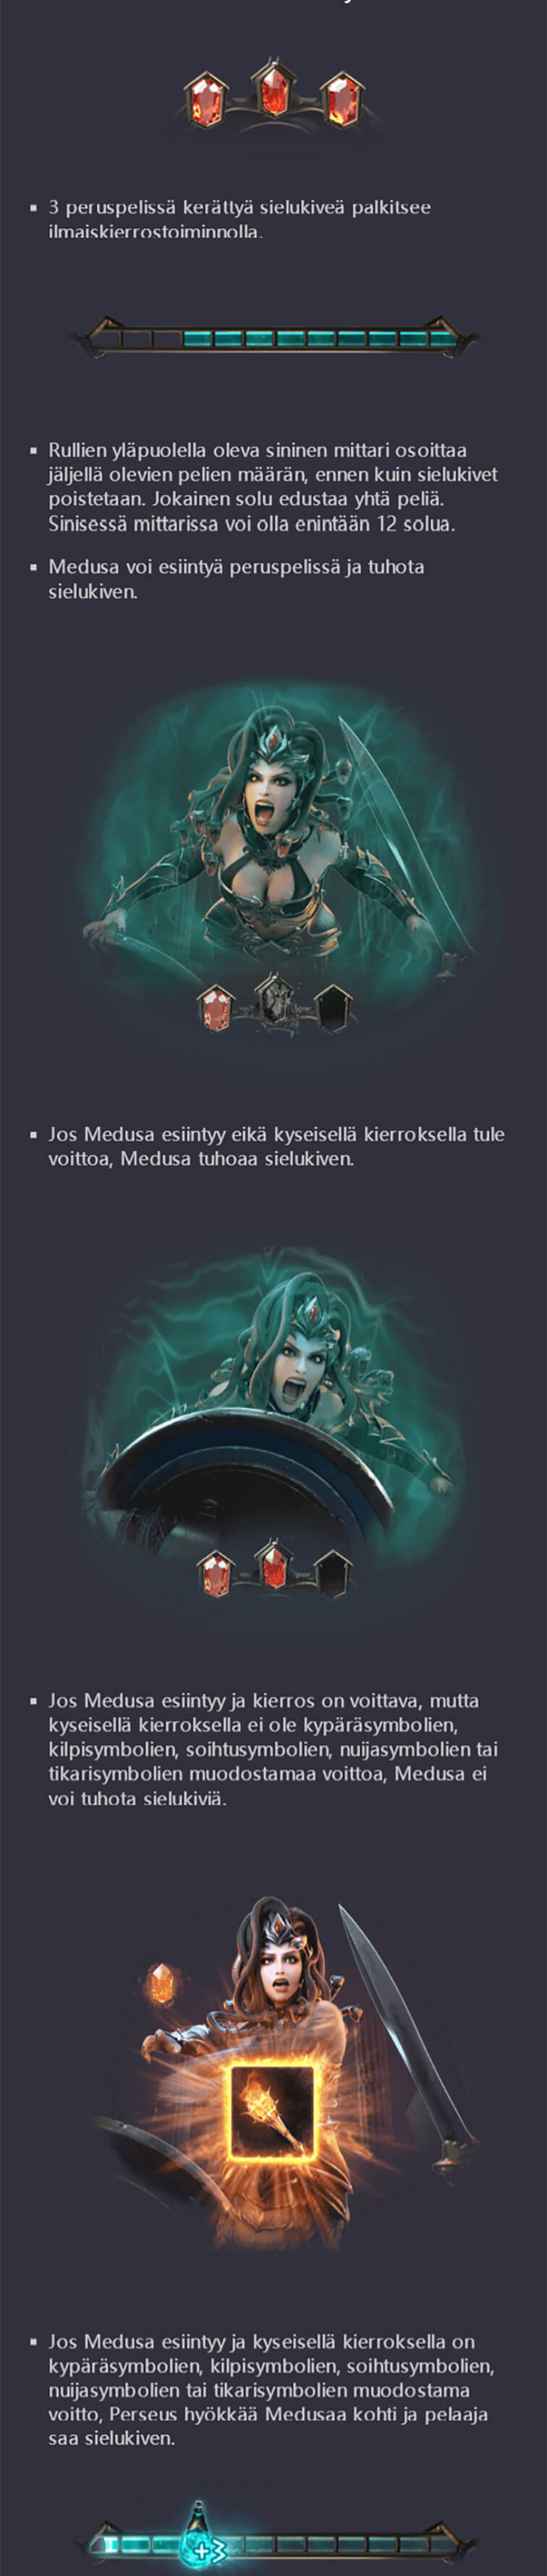 3 peruspelissä kerättyä sielukiveä palkitsee
ilmaiskierrostoiminnolla.
Rullien yläpuolella oleva sininen mittari osoittaa
jäljellä olevien pelien määrän, ennen kuin sielukivet
poistetaan. Jokainen solu edustaa yhtä peliä.
Sinisessä mittarissa voi olla enintään 12 solua.
Medusa voi esiintyä peruspelissä ja tuhota
sielukiven.
Jos Medusa esiintyy eikä kyseisellä kierroksella tule
voittoa, Medusa tuhoaa sielukiven.
Jos Medusa esiintyy ja kierros on voittava, mutta
kyseisellä kierroksella ei ole kypäräsymbolien,
kilpisymbolien, soihtusymbolien, nuijasymbolien tai
tikarisymbolien muodostamaa voittoa, Medusa ei
voi tuhota sielukiviä.
Jos Medusa esiintyy ja kyseisellä kierroksella on
kypäräsymbolien, kilpisymbolien, soihtusymbolien,
nuijasymbolien tai tikarisymbolien muodostama
voitto, Perseus hyökkää Medusaa kohti ja pelaaja
saa sielukiven.
+3